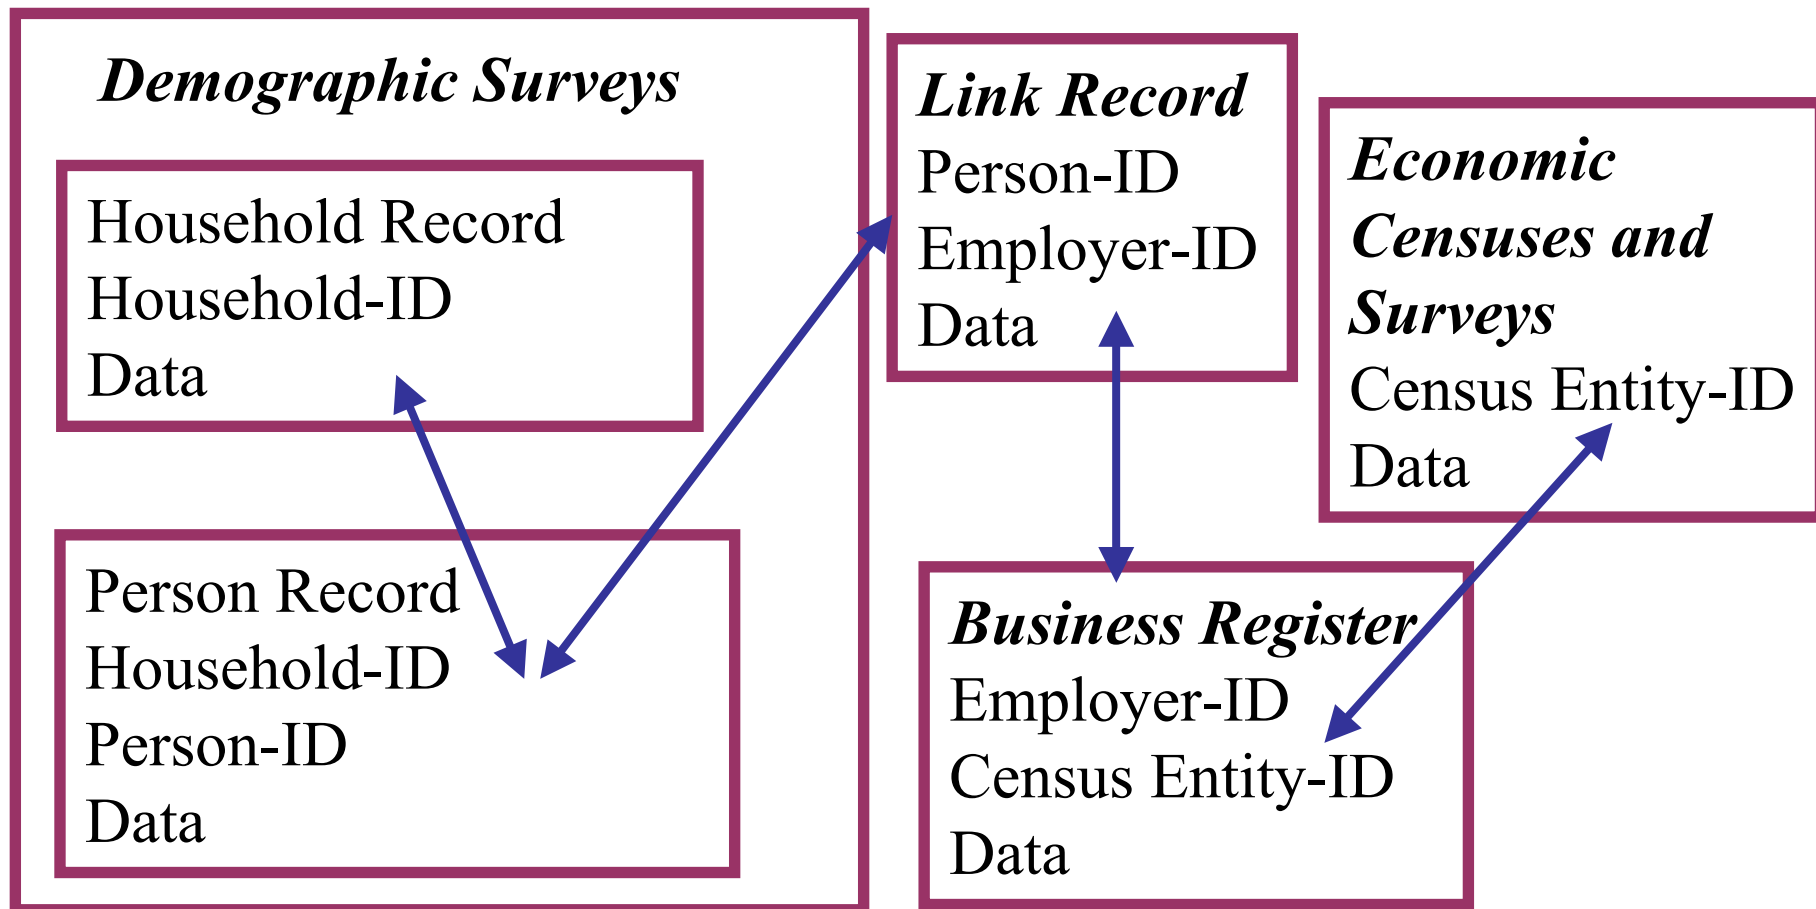 Demographic Surveys
Household Record
Household-ID
Data
Person Record
Household-ID
Person-ID
Data
Link Record
Person-ID
Employer-ID
Data
Business Register
Employer-ID
Census Entity-ID
Data
Economic
Censuses and
Surveys
Census Entity-ID
Data